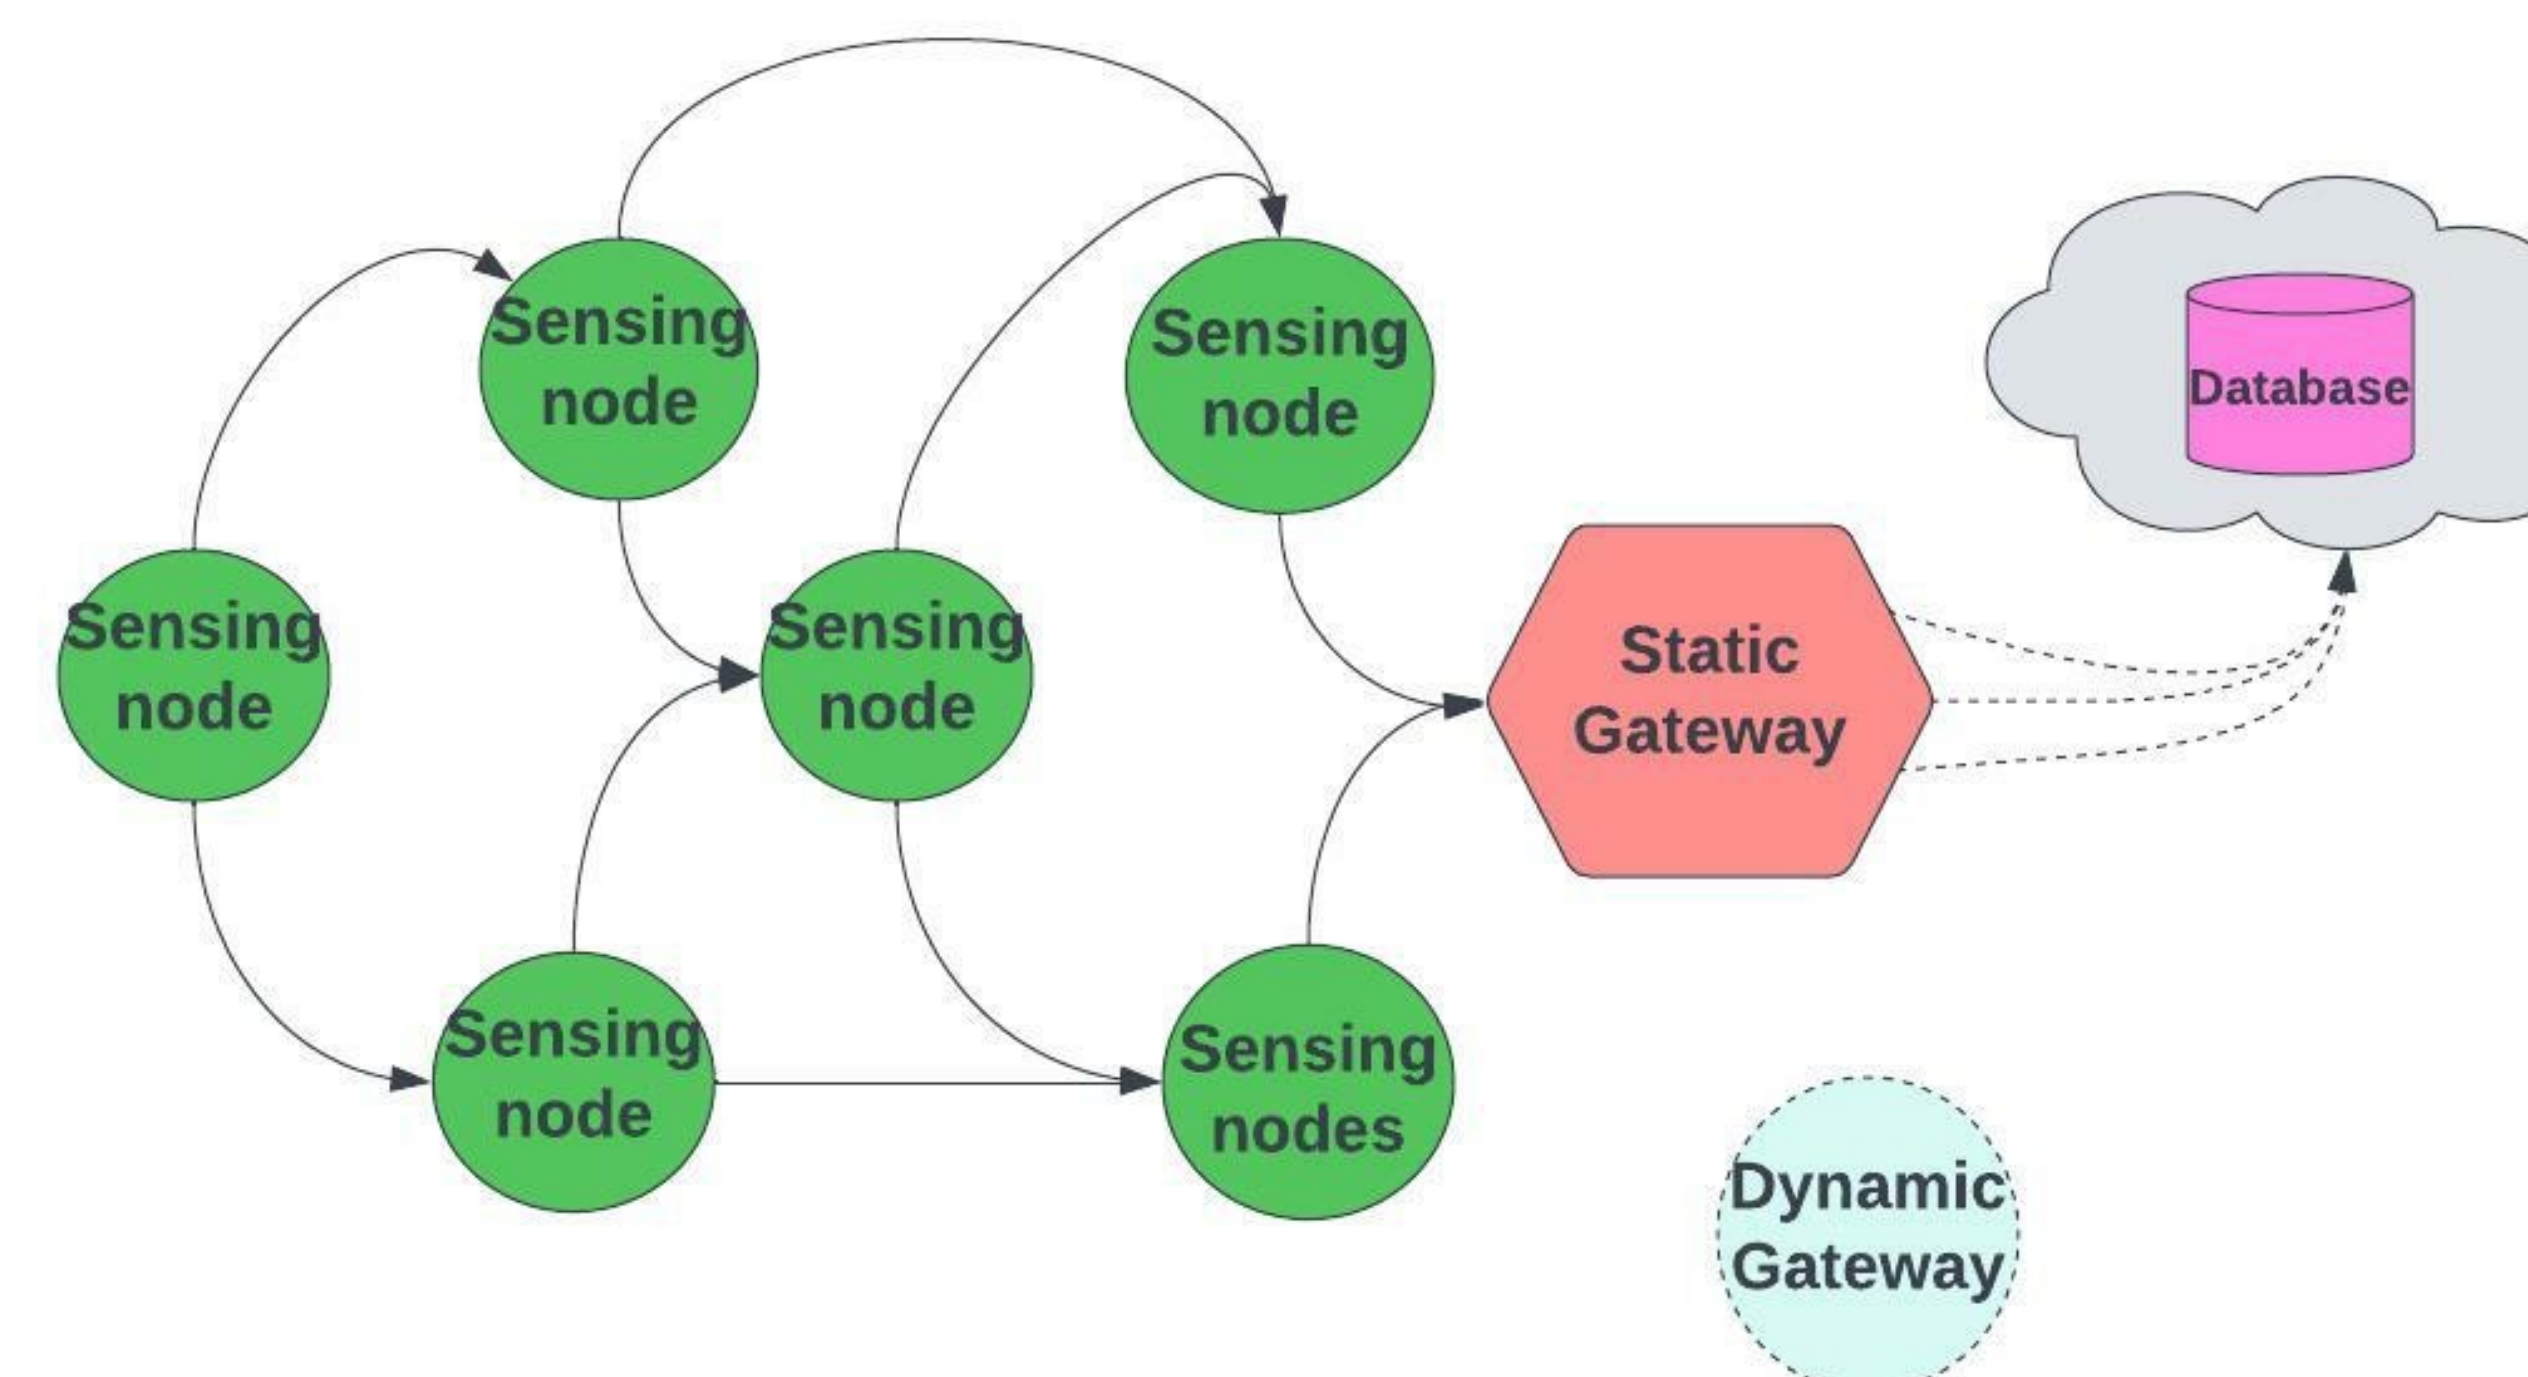 Sensing
node
Sensing
node
Database
Sensing
node
Sensing
node
Static
Gateway
Sensing
node
Sensing
nodes
Dynamic
Gateway